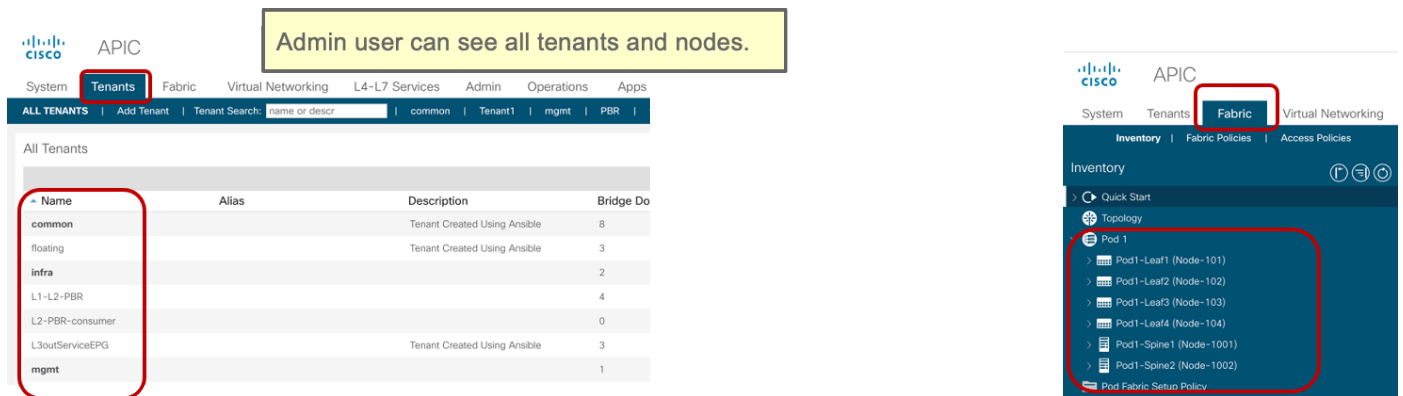 Admin user can see all tenants and nodes.
CISCO APIC
System Tenants Fabric Virtual Networking L4-L7 Services Admin Operations Apps
ALL TENANTS | Add Tenant | Tenant Search: name or descr | common | Tenant1 | mgmt | PBR |
All Tenants
Name Alias Description Bridge Do
common Tenant Created Using Ansible 8
floating Tenant Created Using Ansible 3
infra 2
L1-L2-PBR 4
L2-PBR-consumer 0
L3outServiceEPG Tenant Created Using Ansible 3
mgmt 1
CISCO APIC
System Tenants Fabric Virtual Networking
Inventory | Fabric Policies | Access Policies
Inventory
Quick Start
Topology
Pod 1
Pod1-Leaf1 (Node-101)
Pod1-Leaf2 (Node-102)
Pod1-Leaf3 (Node-103)
Pod1-Leaf4 (Node-104)
Pod1-Spine1 (Node-1001)
Pod1-Spine2 (Node-1002)
Pod Fabric Setup Policy